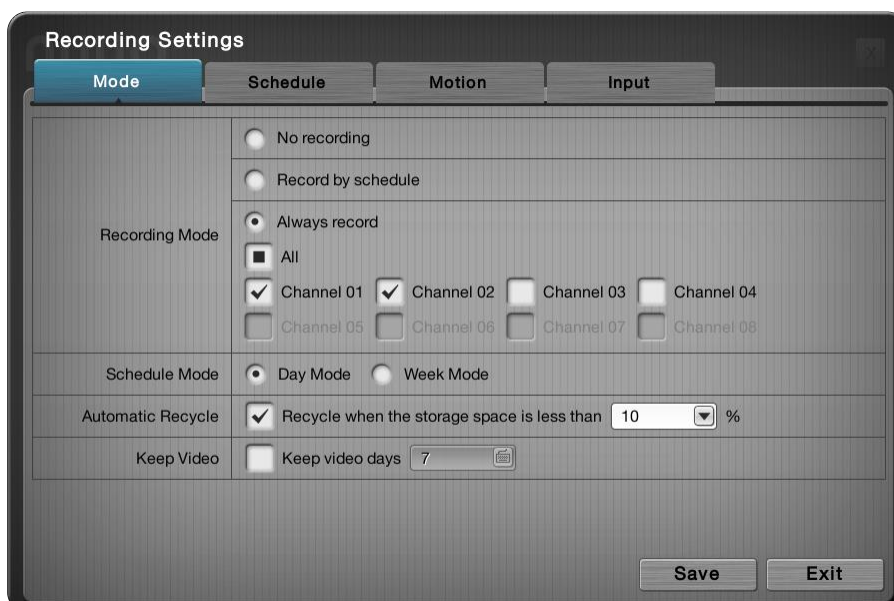 Recording Settings
Mode Schedule Motion Input
No recording
Record by schedule
Recording Mode
Always record
All
Channel 01 Channel 02 Channel 03 Channel 04
Channel 05 Channel 06 Channel 07 Channel 08
Schedule Mode Day Mode Week Mode
Automatic Recycle Recycle when the storage space is less than 10 %
Keep Video Keep video days 7
Save Exit